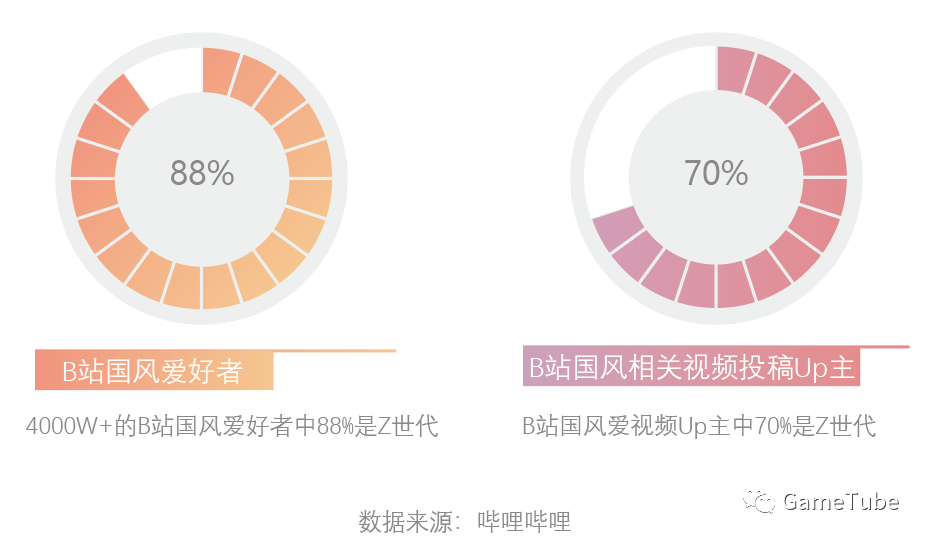 88%
70%
B站国风爱好者
B站国风相关视频投稿Up主
4000W+的B站国风爱好者中88%是Z世代
B站国风爱视频Up主中70%是Z世代
GameTube
数据来源：哔哩哔哩